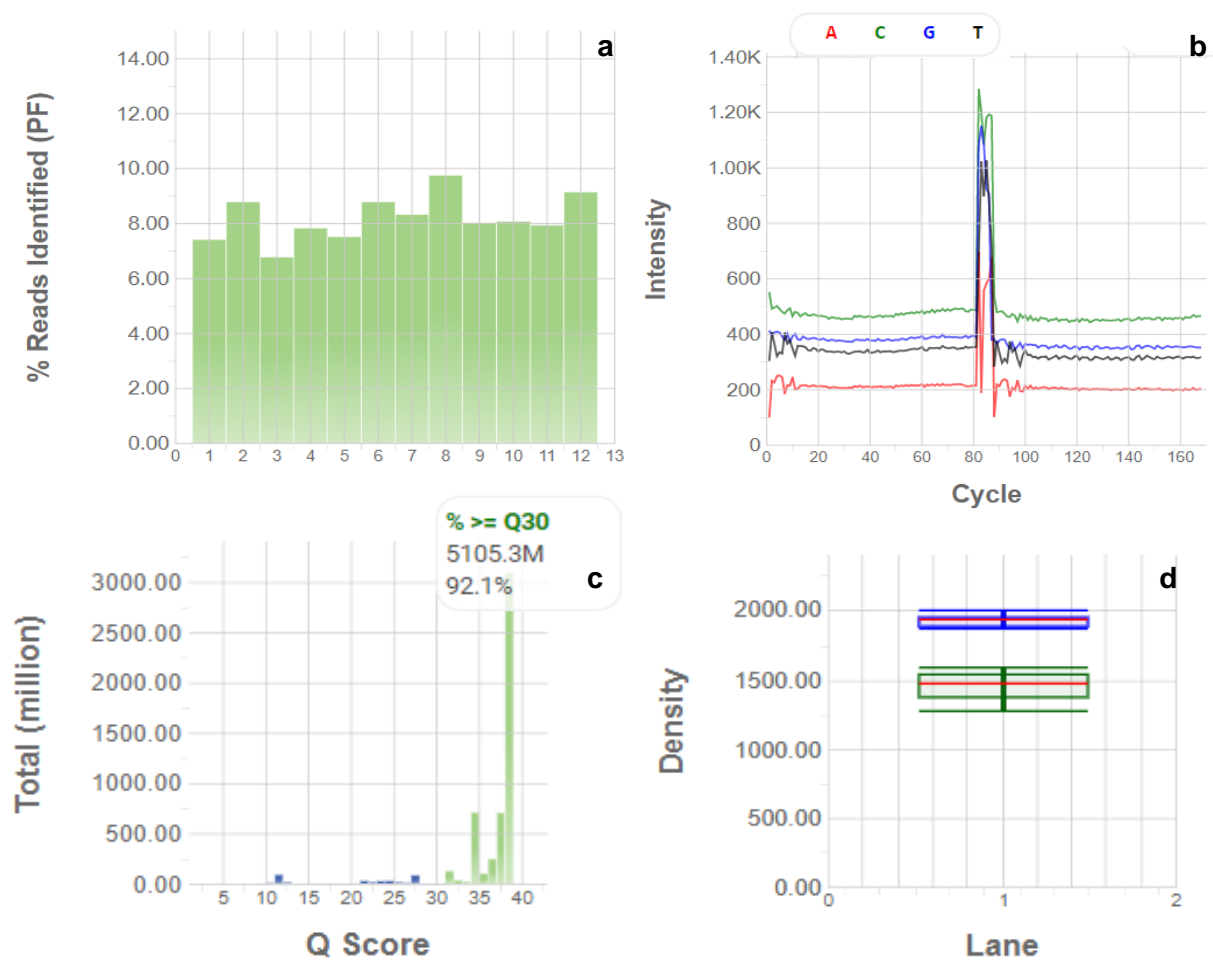 a
% Reads Identified (PF)
14.00
12.00
10.00
8.00
6.00
4.00
2.00
0.00
0 1 2 3 4 5 6 7 8 9 10 11 12 13
A C G T
b
Intensity
1.40K
1.20K
1.00K
800
600
400
200
0
0 20 40 60 80 100 120 140 160
Cycle
% >= Q30
5105.3M
92.1%
c
Total (million)
3000.00
2500.00
2000.00
1500.00
1000.00
500.00
0.00
5 10 15 20 25 30 35 40
Q Score
d
Density
2000.00
1500.00
1000.00
500.00
0.00
0 1 2
Lane